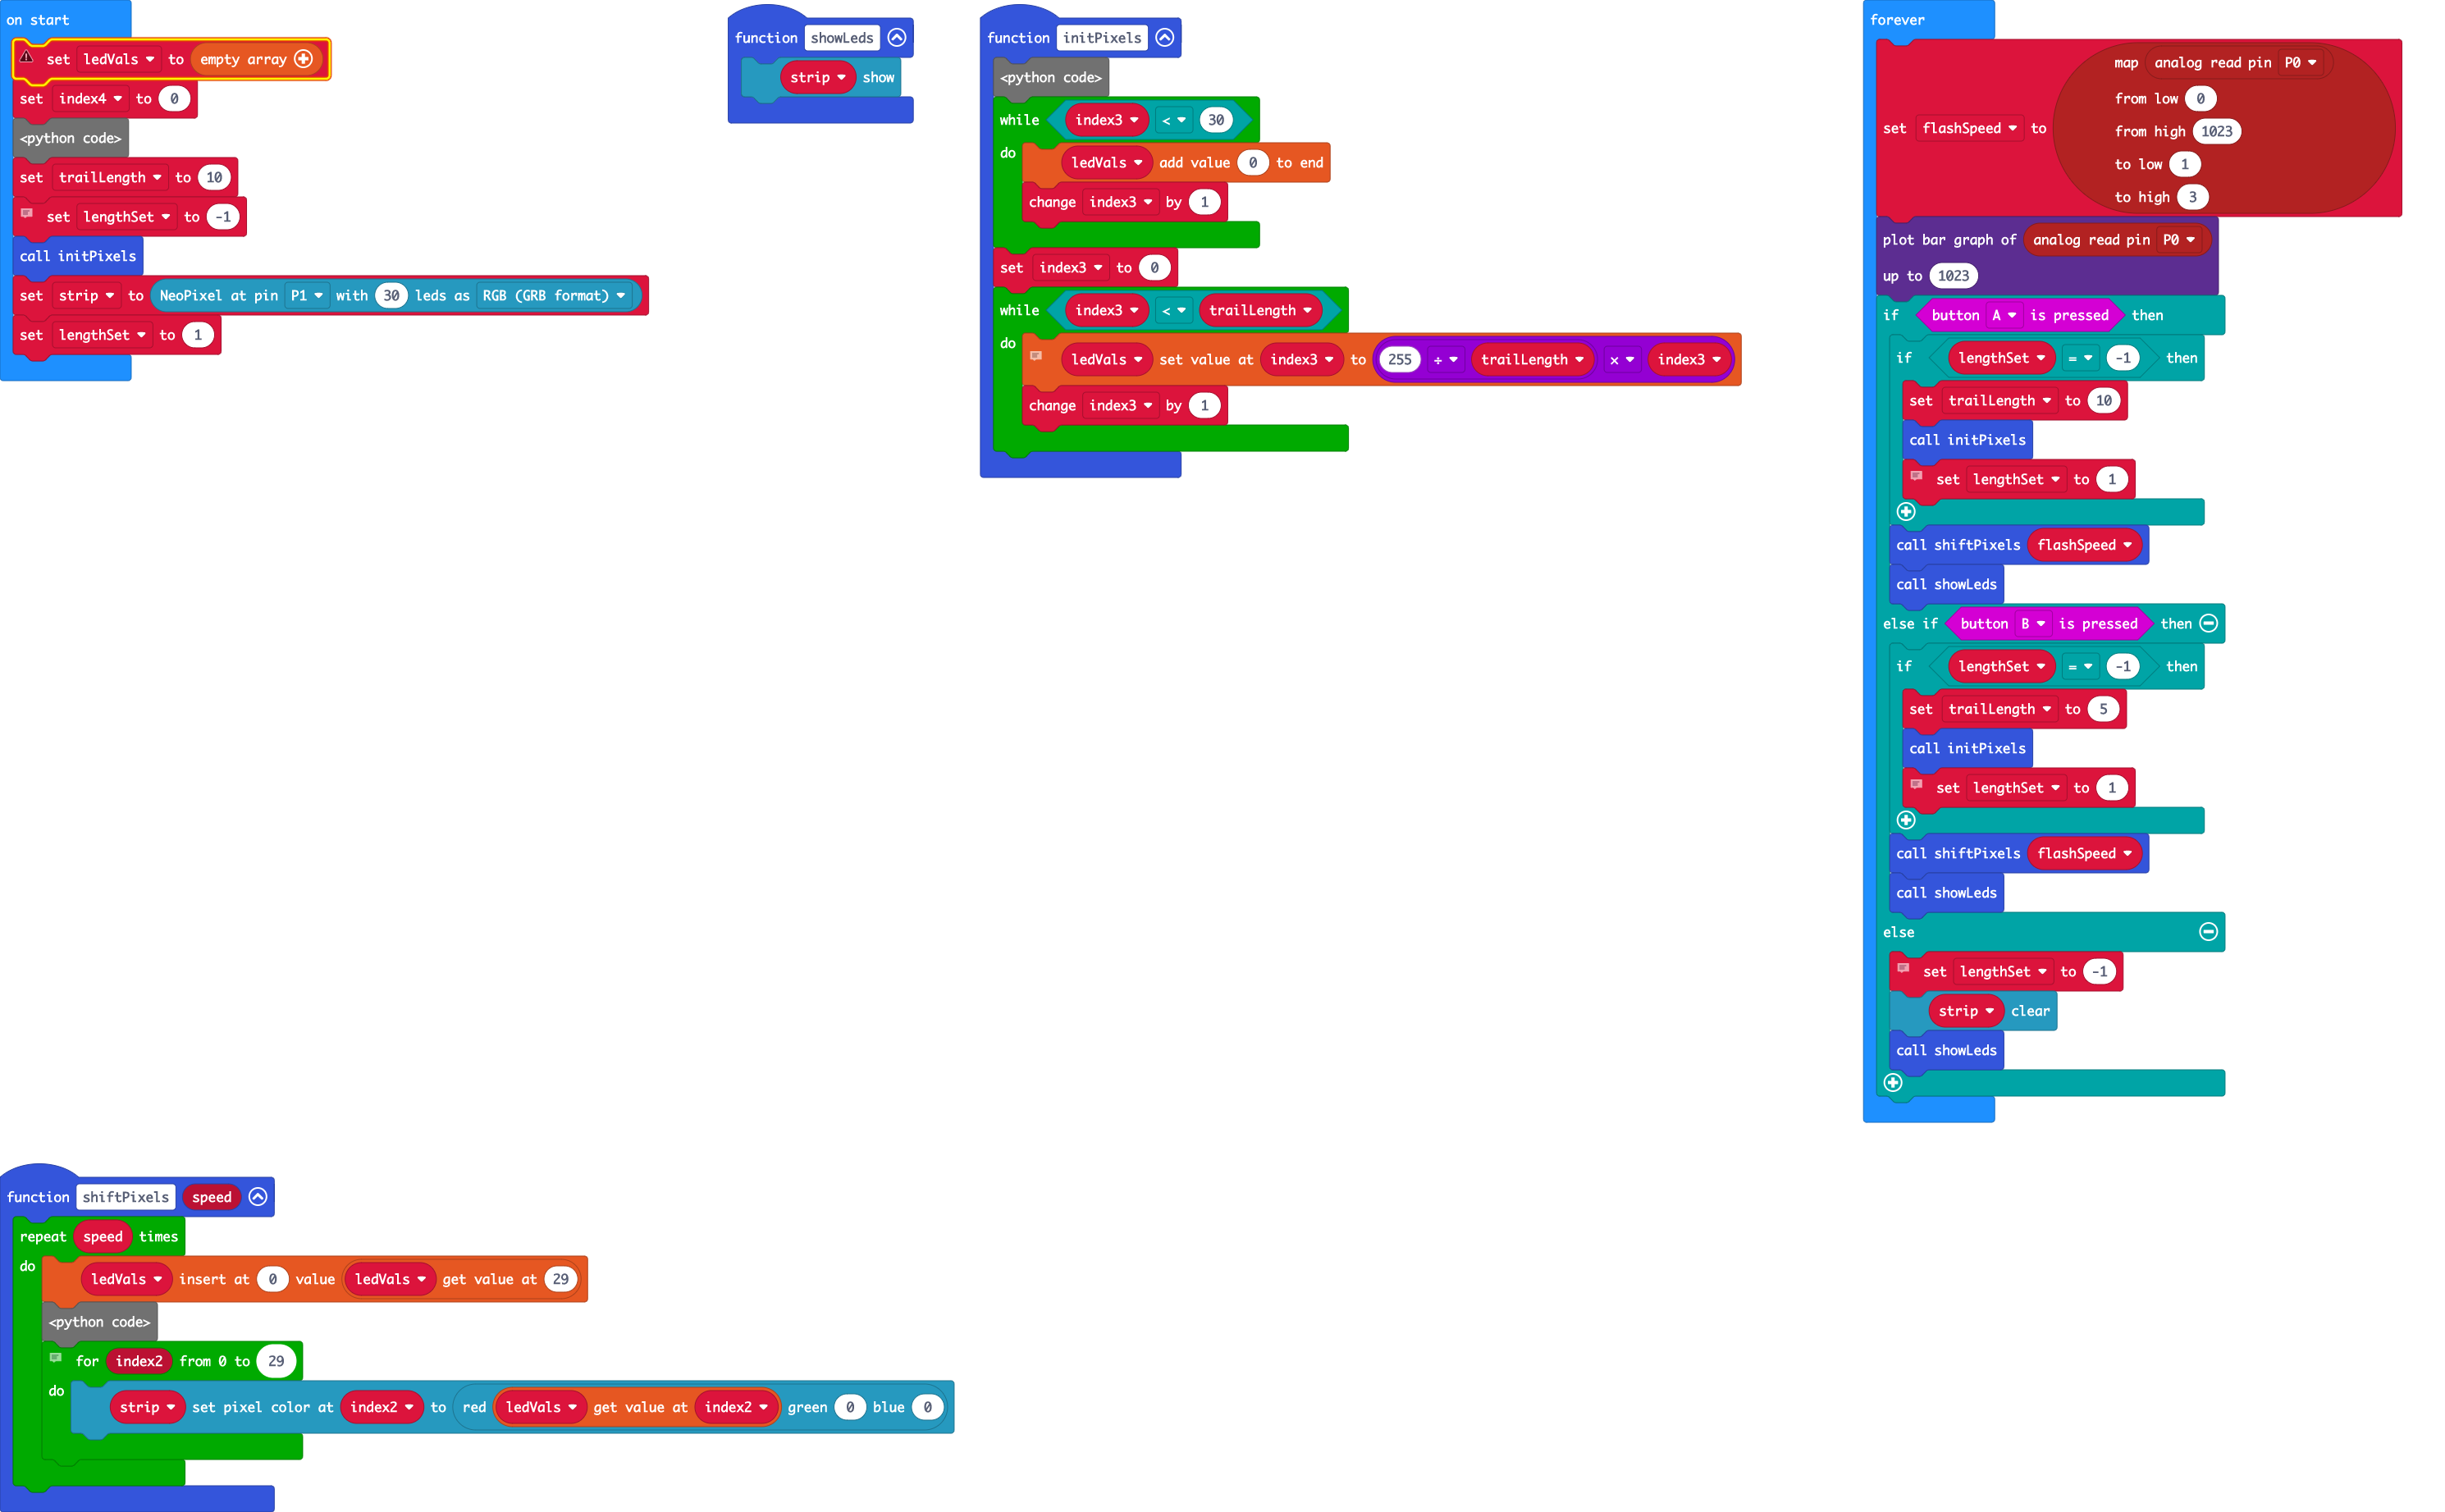 on start
set ledVals to empty array
set index4 to 0
<python code>
set trailLength to 10
set lengthSet to -1
call initPixels
set strip to NeoPixel at pin P1 with 30 leds as RGB (GRB format)
set lengthSet to 1
function showLeds
strip show
function initPixels
<python code>
while index3 < 30
do
ledVals add value 0 to end
change index3 by 1
set index3 to 0
while index3 < trailLength
do
ledVals set value at index3 to 255 ÷ trailLength × index3
change index3 by 1
forever
set flashSpeed to
map analog read pin P0
from low 0
from high 1023
to low 1
to high 3
plot bar graph of analog read pin P0
up to 1023
if button A is pressed then
if lengthSet = -1 then
set trailLength to 10
call initPixels
set lengthSet to 1
call shiftPixels flashSpeed
call showLeds
else if button B is pressed then
if lengthSet = -1 then
set trailLength to 5
call initPixels
set lengthSet to 1
call shiftPixels flashSpeed
call showLeds
else
set lengthSet to -1
strip clear
call showLeds
function shiftPixels speed
repeat speed times
do
ledVals insert at 0 value ledVals get value at 29
<python code>
for index2 from 0 to 29
do
strip set pixel color at index2 to red ledVals get value at index2 green 0 blue 0